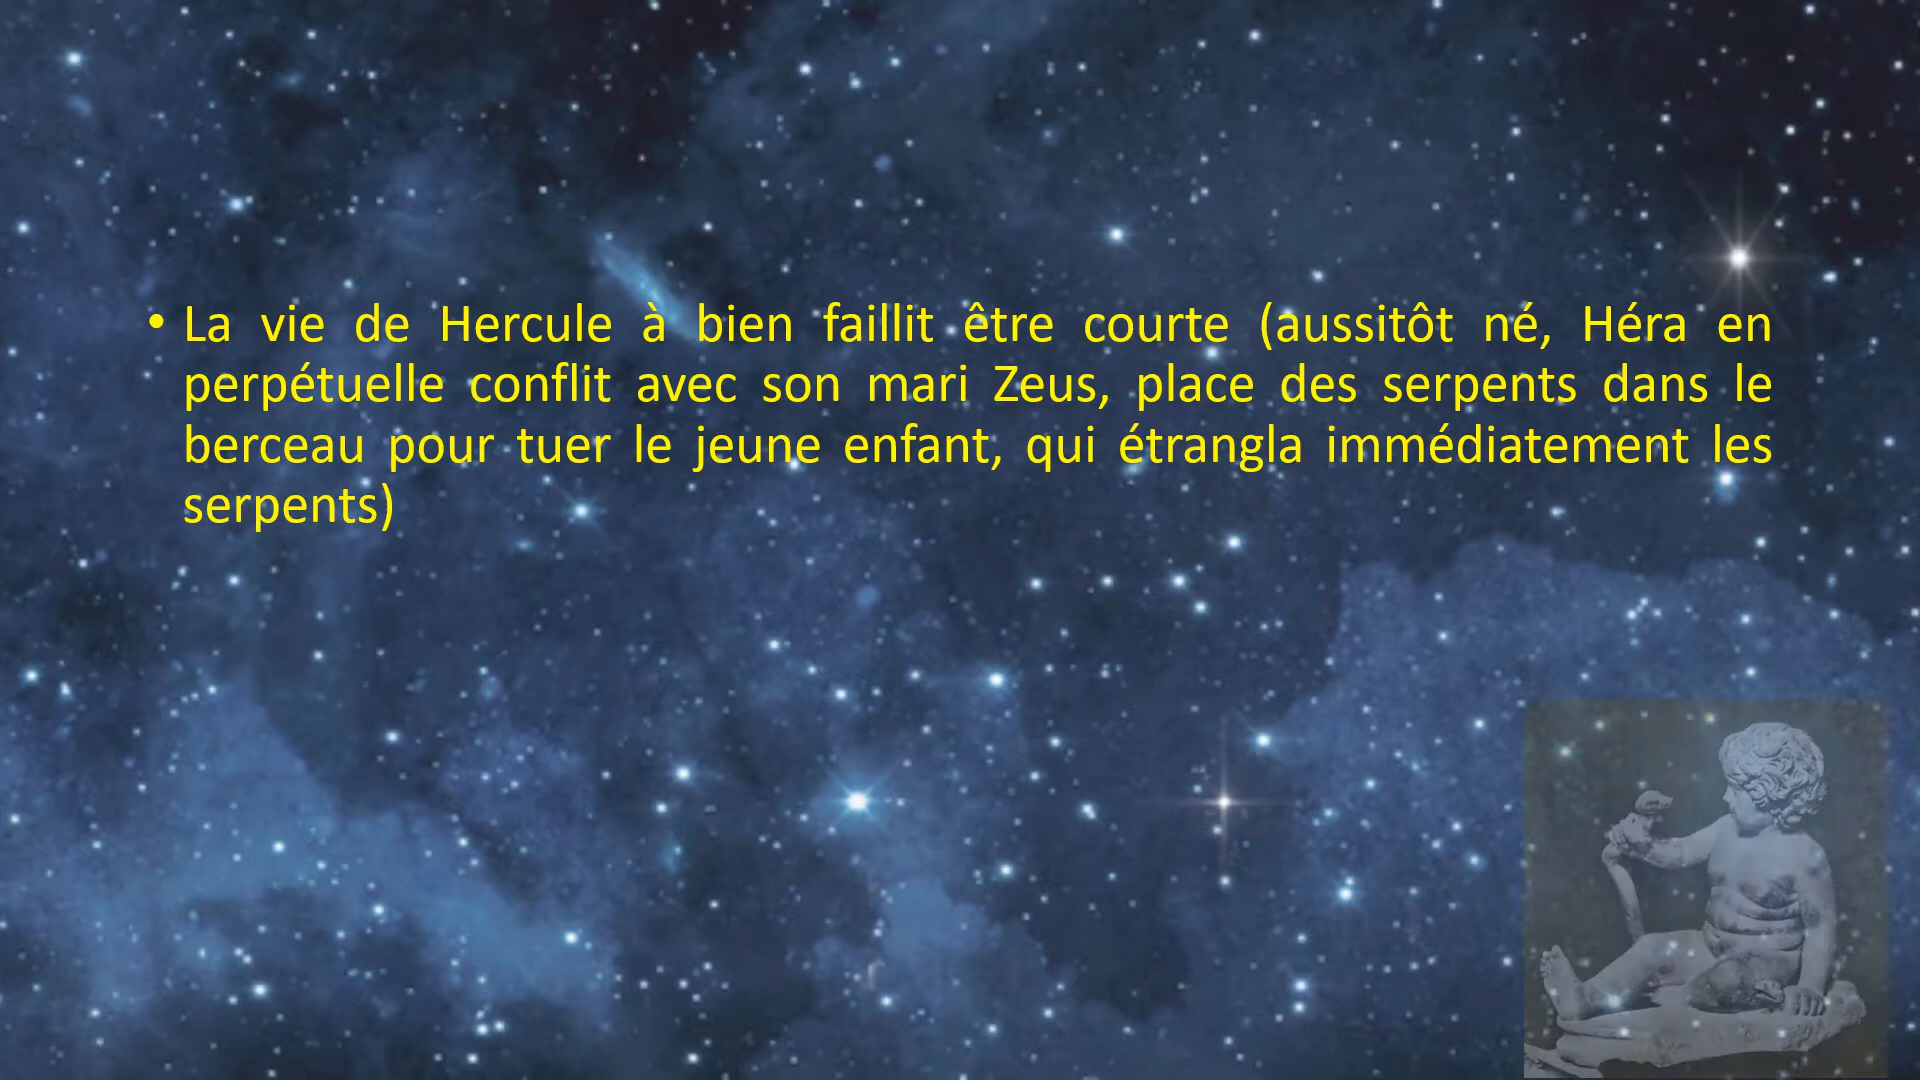 • La vie de Hercule à bien faillit être courte (aussitôt né, Héra en
perpétuelle conflit avec son mari Zeus, place des serpents dans le
berceau pour tuer le jeune enfant, qui étrangla immédiatement les
serpents)